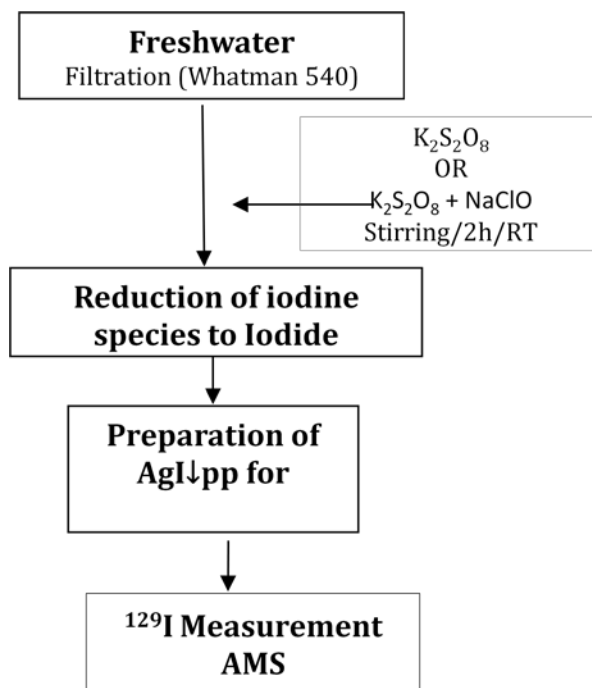 Freshwater
Filtration (Whatman 540)
K₂S₂O₈
OR
K₂S₂O₈ + NaClO
Stirring/2h/RT
Reduction of iodine
species to Iodide
Preparation of
AgI↓pp for
¹²⁹I Measurement
AMS